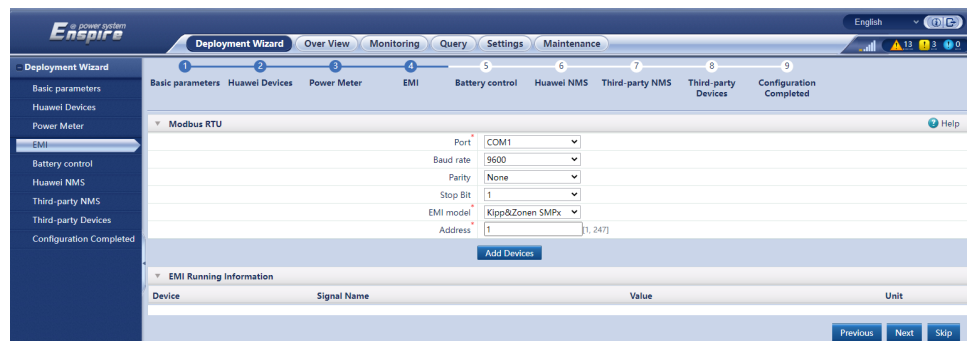 Enspire
e power system
English
Deployment Wizard Over View Monitoring Query Settings Maintenance
13 3 0
Deployment Wizard
Basic parameters
Huawei Devices
Power Meter
EMI
Battery control
Huawei NMS
Third-party NMS
Third-party Devices
Configuration Completed
1 2 3 4 5 6 7 8 9
Basic parameters Huawei Devices Power Meter EMI Battery control Huawei NMS Third-party NMS Third-party Devices Configuration Completed
Modbus RTU Help
Port * COM1
Baud rate 9600
Parity None
Stop Bit 1
EMI model * Kipp&Zonen SMPx
Address * 1 [1, 247]
Add Devices
EMI Running Information
Device Signal Name Value Unit
Previous Next Skip